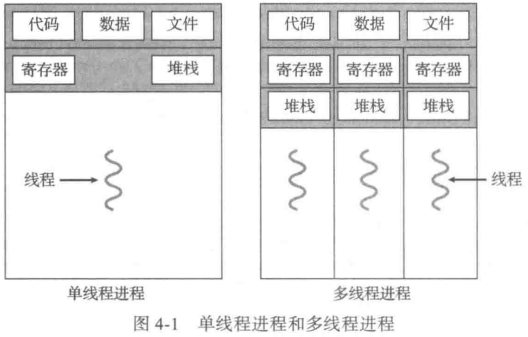 代码 数据 文件
寄存器 堆栈
线程
单线程进程
代码 数据 文件
寄存器 寄存器 寄存器
堆栈 堆栈 堆栈
线程
多线程进程
图 4-1 单线程进程和多线程进程